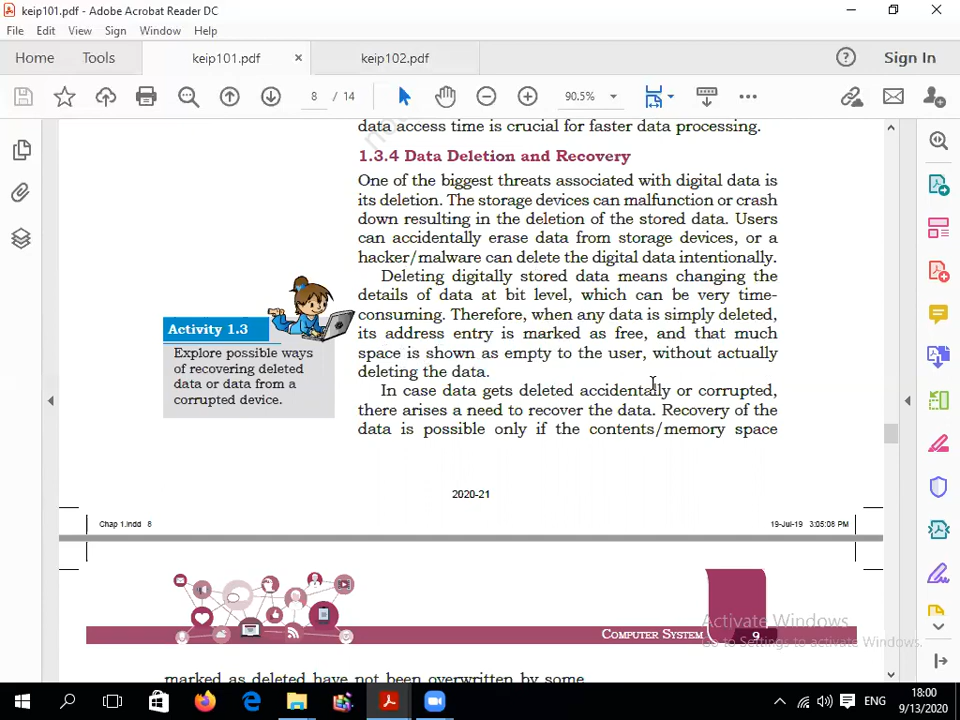 keip101.pdf - Adobe Acrobat Reader DC
File Edit View Window Sign Help
Home Tools keip101.pdf keip102.pdf Sign In
8 / 14 90.5%
data access time is crucial for faster data processing.
1.3.4 Data Deletion and Recovery
One of the biggest threats associated with digital data is
its deletion. The storage devices can malfunction or crash
down resulting in the deletion of the stored data. Users
can accidentally erase data from storage devices, or a
hacker/malware can delete the digital data intentionally.
Deleting digitally stored data means changing the
details of data at bit level, which can be very time-
consuming. Therefore, when any data is simply deleted,
its address entry is marked as free, and that much
space is shown as empty to the user, without actually
deleting the data.
In case data gets deleted accidentally or corrupted,
there arises a need to recover the data. Recovery of the
data is possible only if the contents/memory space
Activity 1.3
Explore possible ways
of recovering deleted
data or data from a
corrupted device.
2020-21
Chap 1.indd 8
19-Jul-19 3:05:08 PM
Computer System 9
marked as deleted have not been overwritten by some
Activate Windows
Go to Settings to activate Windows.
ENG
18:00
9/13/2020